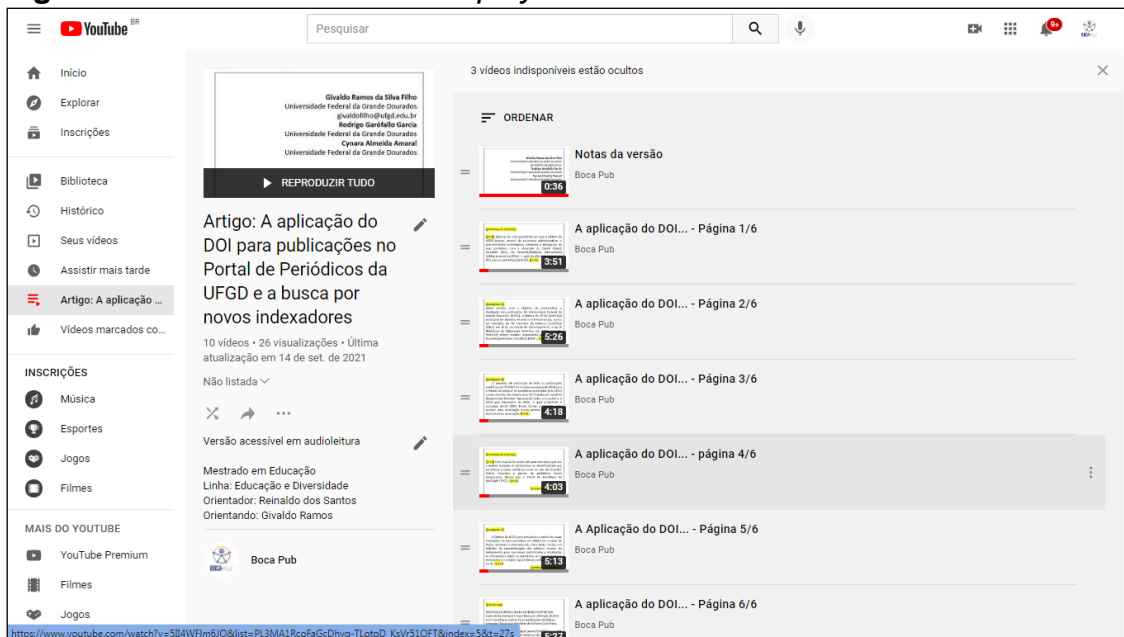 YouTube BR
Pesquisar
9+
Início
Explorar
Inscrições
Biblioteca
Histórico
Seus vídeos
Assistir mais tarde
Artigo: A aplicação ...
Vídeos marcados co...
INSCRIÇÕES
Música
Esportes
Jogos
Filmes
MAIS DO YOUTUBE
YouTube Premium
Filmes
Jogos
Givaldo Ramos da Silva Filho
Universidade Federal da Grande Dourados
givaldofilho@ufgd.edu.br
Rodrigo Garófallo Garcia
Universidade Federal da Grande Dourados
Cynara Almeida Amaral
Universidade Federal da Grande Dourados
REPRODUZIR TUDO
Artigo: A aplicação do
DOI para publicações no
Portal de Periódicos da
UFGD e a busca por
novos indexadores
10 vídeos • 26 visualizações • Última
atualização em 14 de set. de 2021
Não listada
Versão acessível em audioleitura
Mestrado em Educação
Linha: Educação e Diversidade
Orientador: Reinaldo dos Santos
Orientando: Givaldo Ramos
Boca Pub
3 vídeos indisponíveis estão ocultos
ORDENAR
Notas da versão
Boca Pub
0:36
A aplicação do DOI... - Página 1/6
Boca Pub
3:51
A aplicação do DOI... - Página 2/6
Boca Pub
5:26
A aplicação do DOI... - Página 3/6
Boca Pub
4:18
A aplicação do DOI... - página 4/6
Boca Pub
4:03
A Aplicação do DOI... - Página 5/6
Boca Pub
5:13
A aplicação do DOI... - Página 6/6
Boca Pub
5:27